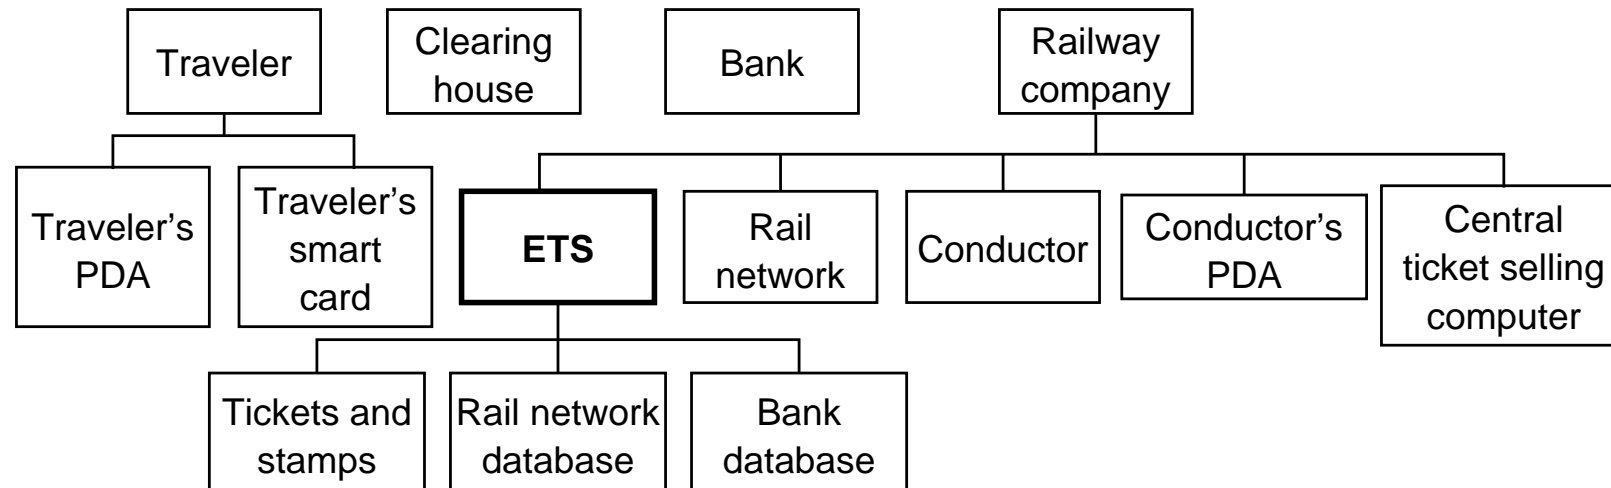 Traveler
Clearing
house
Bank
Railway
company
Traveler’s
PDA
Traveler’s
smart
card
ETS
Rail
network
Conductor
Conductor’s
PDA
Central
ticket selling
computer
Tickets and
stamps
Rail network
database
Bank
database